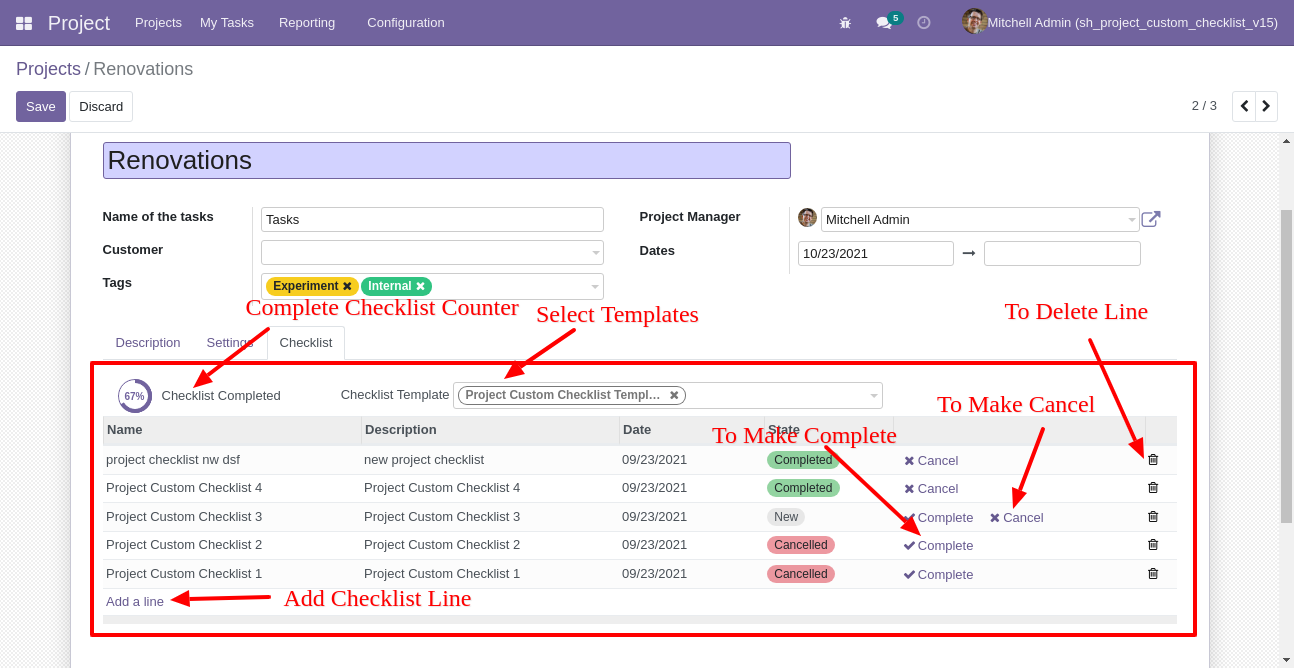 Project Projects My Tasks Reporting Configuration 5 Mitchell Admin (sh_project_custom_checklist_v15)
Projects / Renovations
Save Discard 2 / 3
Renovations
Name of the tasks Tasks Project Manager Mitchell Admin
Customer Dates 10/23/2021
Tags Experiment Internal
Complete Checklist Counter Select Templates To Delete Line
Description Settings Checklist
67% Checklist Completed Checklist Template Project Custom Checklist Templ...
To Make Cancel
Name Description Date State
To Make Complete
project checklist nw dsf new project checklist 09/23/2021 Completed Cancel
Project Custom Checklist 4 Project Custom Checklist 4 09/23/2021 Completed Cancel
Project Custom Checklist 3 Project Custom Checklist 3 09/23/2021 New Complete Cancel
Project Custom Checklist 2 Project Custom Checklist 2 09/23/2021 Cancelled Complete
Project Custom Checklist 1 Project Custom Checklist 1 09/23/2021 Cancelled Complete
Add a line Add Checklist Line